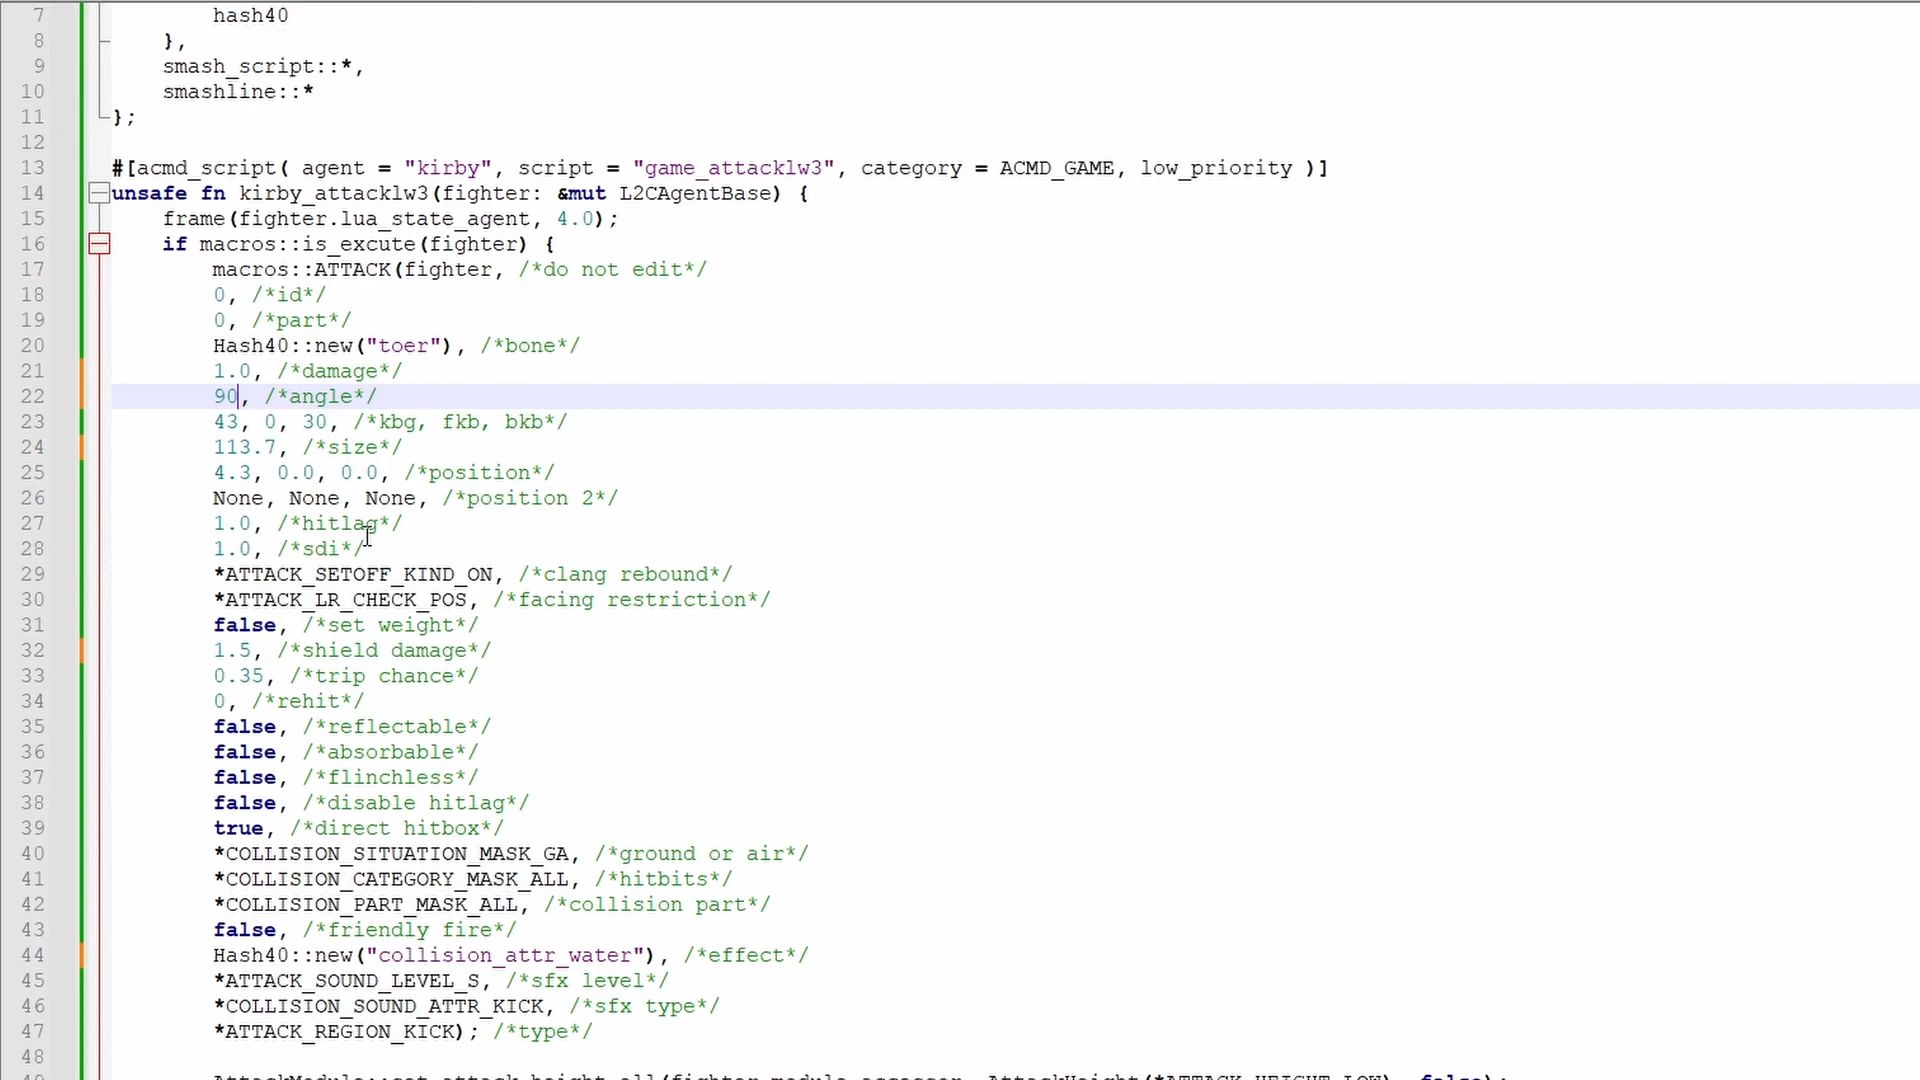 7 hash40
8 },
9 smash_script::*,
10 smashline::*
11 };
12
13 #[acmd_script( agent = "kirby", script = "game_attacklw3", category = ACMD_GAME, low_priority )]
14 unsafe fn kirby_attacklw3(fighter: &mut L2CAgentBase) {
15 frame(fighter.lua_state_agent, 4.0);
16 if macros::is_excute(fighter) {
17 macros::ATTACK(fighter, /*do not edit*/
18 0, /*id*/
19 0, /*part*/
20 Hash40::new("toer"), /*bone*/
21 1.0, /*damage*/
22 90, /*angle*/
23 43, 0, 30, /*kbg, fkb, bkb*/
24 113.7, /*size*/
25 4.3, 0.0, 0.0, /*position*/
26 None, None, None, /*position 2*/
27 1.0, /*hitlag*/
28 1.0, /*sdi*/
29 *ATTACK_SETOFF_KIND_ON, /*clang rebound*/
30 *ATTACK_LR_CHECK_POS, /*facing restriction*/
31 false, /*set weight*/
32 1.5, /*shield damage*/
33 0.35, /*trip chance*/
34 0, /*rehit*/
35 false, /*reflectable*/
36 false, /*absorbable*/
37 false, /*flinchless*/
38 false, /*disable hitlag*/
39 true, /*direct hitbox*/
40 *COLLISION_SITUATION_MASK_GA, /*ground or air*/
41 *COLLISION_CATEGORY_MASK_ALL, /*hitbits*/
42 *COLLISION_PART_MASK_ALL, /*collision part*/
43 false, /*friendly fire*/
44 Hash40::new("collision_attr_water"), /*effect*/
45 *ATTACK_SOUND_LEVEL_S, /*sfx level*/
46 *COLLISION_SOUND_ATTR_KICK, /*sfx type*/
47 *ATTACK_REGION_KICK); /*type*/
48
49 AttackModule::set_attack_height_all(fighter.module_accessor, AttackHeight(*ATTACK_HEIGHT_LOW), false);